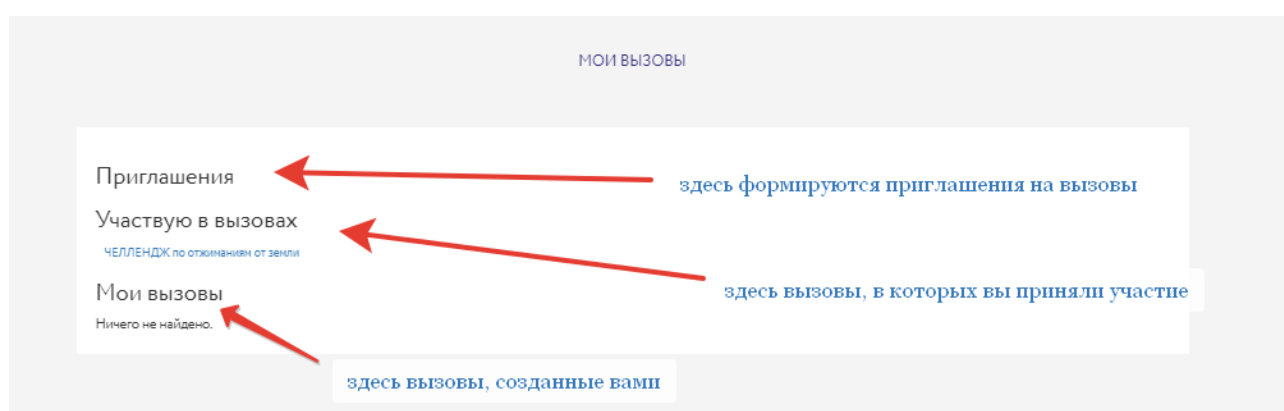 МОИ ВЫЗОВЫ
Приглашения
здесь формируются приглашения на вызовы
Участвую в вызовах
ЧЕЛЛЕНДЖ по отжиманиям от земли
здесь вызовы, в которых вы приняли участие
Мои вызовы
Ничего не найдено.
здесь вызовы, созданные вами